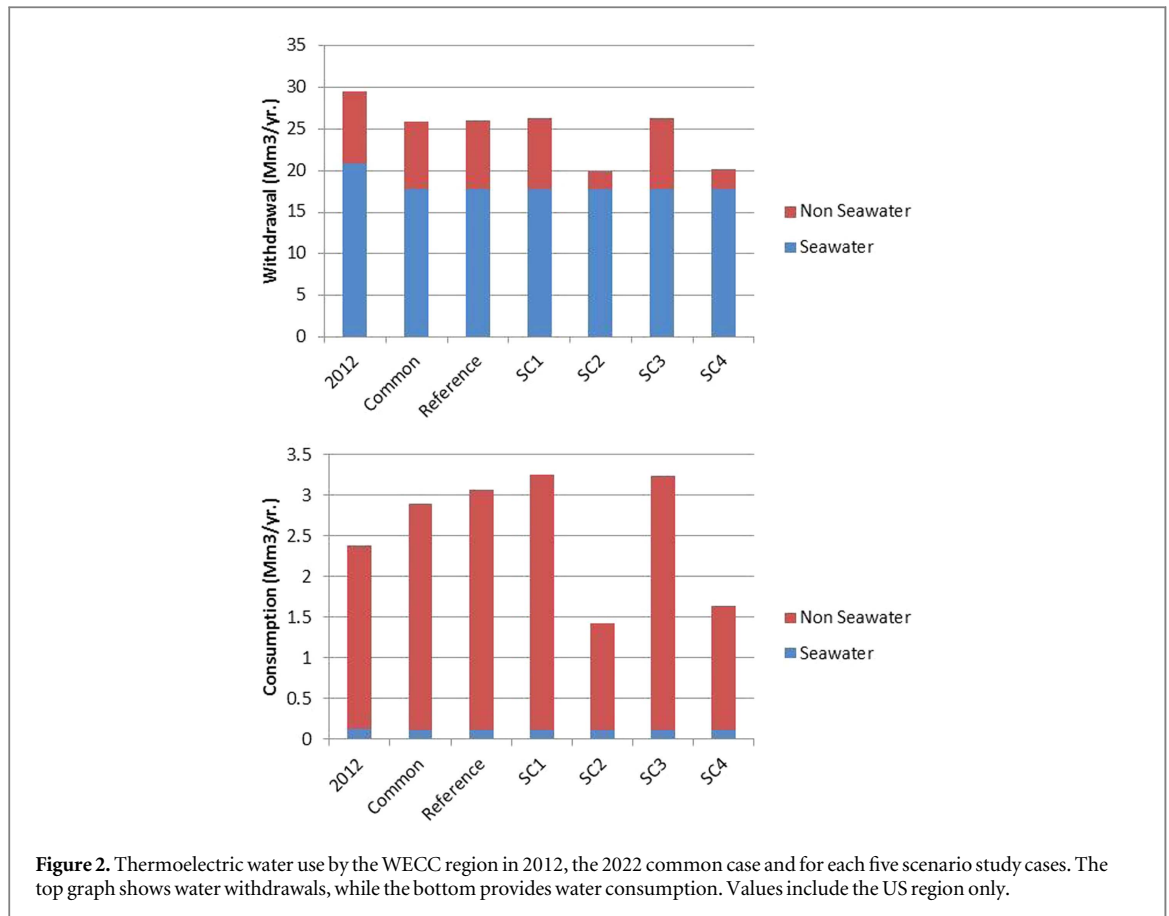 35
30
25
20
15
10
5
0
Withdrawal (Mm3/yr.)
2012
Common
Reference
SC1
SC2
SC3
SC4
Non Seawater
Seawater
3.5
3
2.5
2
1.5
1
0.5
0
Consumption (Mm3/yr.)
2012
Common
Reference
SC1
SC2
SC3
SC4
Non Seawater
Seawater
Figure 2. Thermoelectric water use by the WECC region in 2012, the 2022 common case and for each five scenario study cases. The
top graph shows water withdrawals, while the bottom provides water consumption. Values include the US region only.